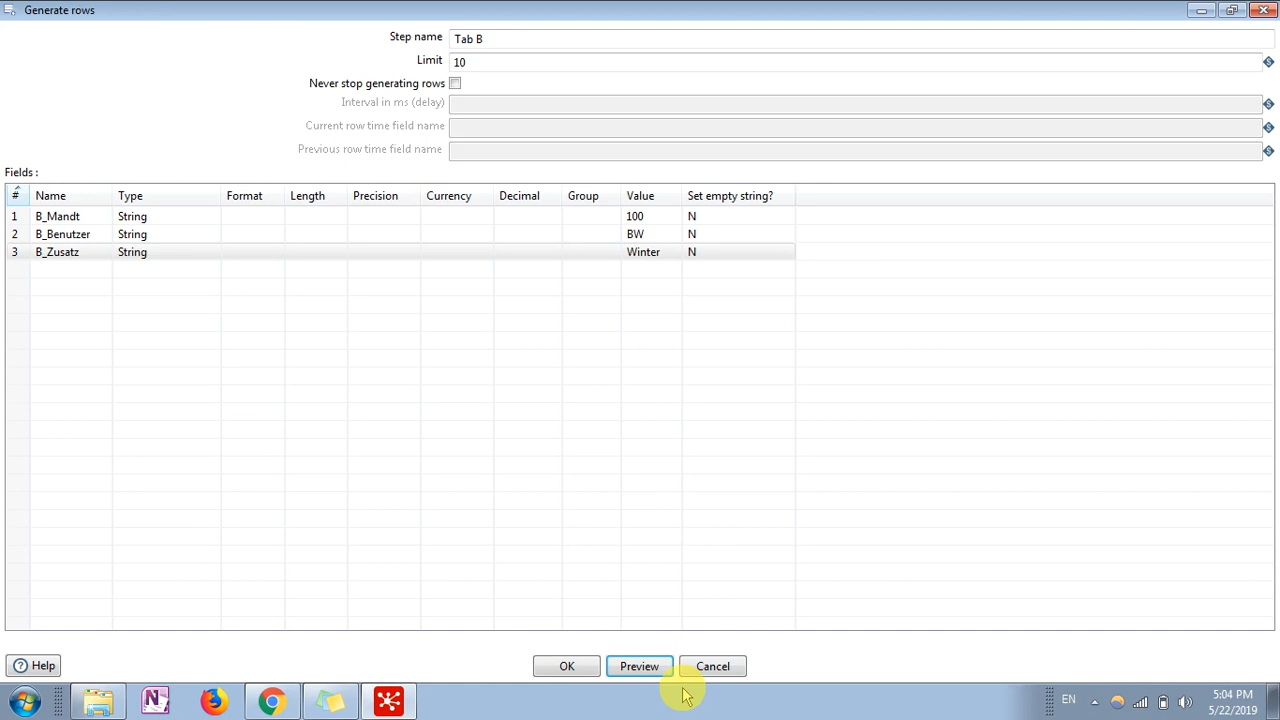 Generate rows
Step name Tab B
Limit 10
Never stop generating rows
Interval in ms (delay)
Current row time field name
Previous row time field name
Fields :
# Name Type Format Length Precision Currency Decimal Group Value Set empty string?
1 B_Mandt String 100 N
2 B_Benutzer String BW N
3 B_Zusatz String Winter N
Help OK Preview Cancel
EN 5:04 PM
5/22/2019